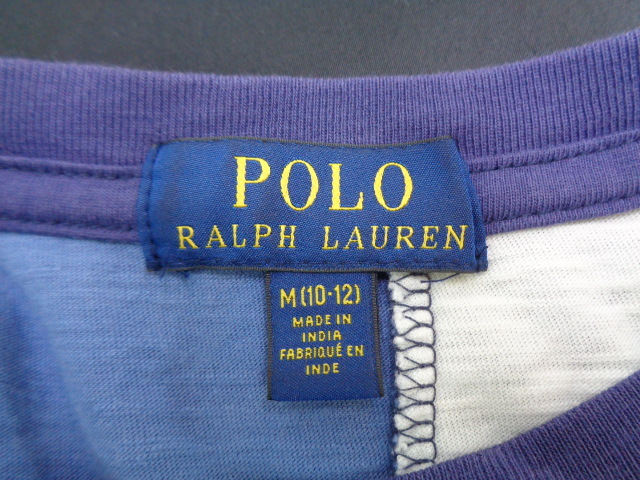 POLO
RALPH LAUREN
M(10-12)
MADE IN
INDIA
FABRIQUÉ EN
INDE